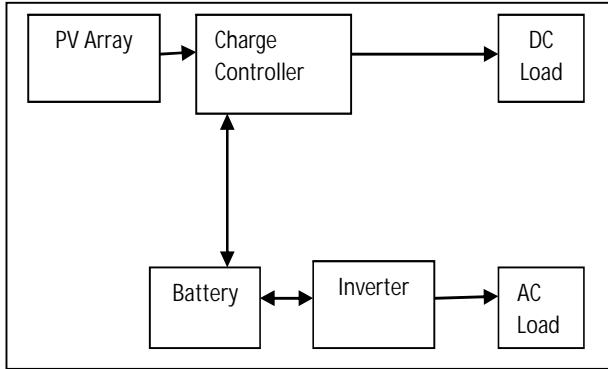 PV Array
Charge
Controller
DC
Load
Battery
Inverter
AC
Load